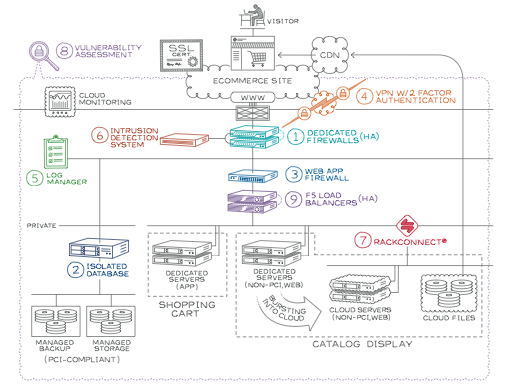 VISITOR
8 VULNERABILITY
ASSESSMENT
SSL
CERT
CDN
ECOMMERCE SITE
CLOUD
MONITORING
WWW
4 VPN W/2 FACTOR
AUTHENTICATION
6 INTRUSION
DETECTION
SYSTEM
1 DEDICATED
FIREWALLS (HA)
5 LOG
MANAGER
3 WEB APP
FIREWALL
9 F5 LOAD
BALANCERS (HA)
PRIVATE
7 RACKCONNECT®
2 ISOLATED
DATABASE
DEDICATED
SERVERS
(APP)
SHOPPING
CART
DEDICATED
SERVERS
(NON-PCI,WEB)
BURSTING
INTO CLOUD
CLOUD SERVERS
(NON-PCI,WEB)
CLOUD FILES
CATALOG DISPLAY
MANAGED
BACKUP
MANAGED
STORAGE
(PCI-COMPLIANT)